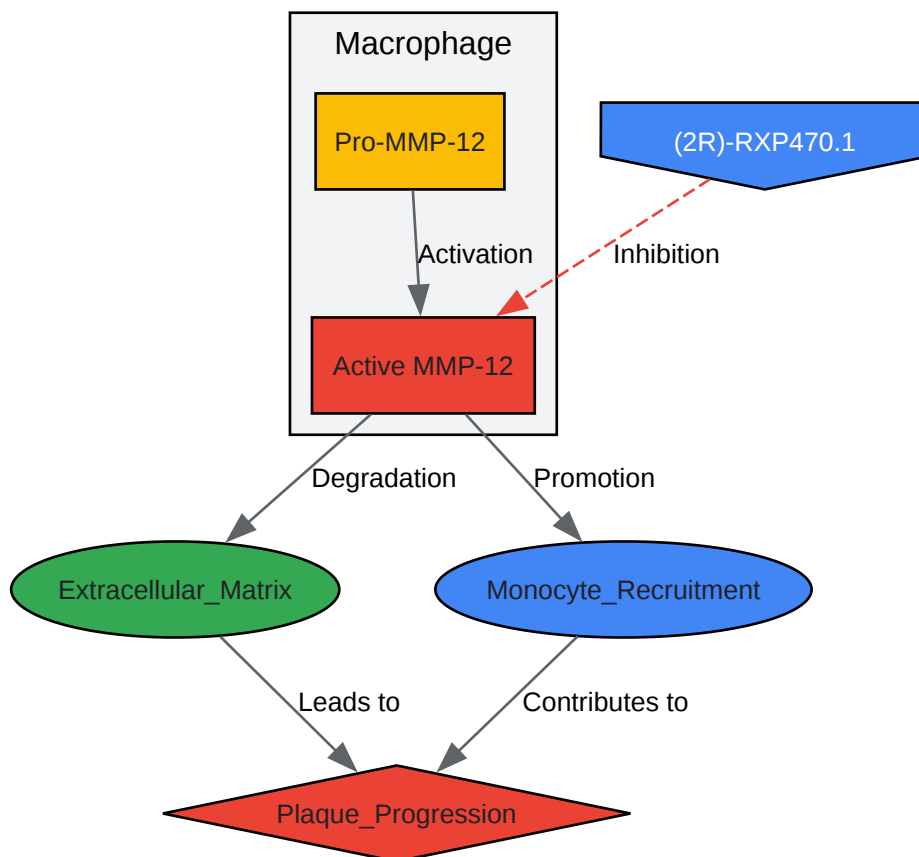 Macrophage
Pro-MMP-12
(2R)-RXP470.1
Activation
Inhibition
Active MMP-12
Degradation
Promotion
Extracellular_Matrix
Monocyte_Recruitment
Leads to
Contributes to
Plaque_Progression